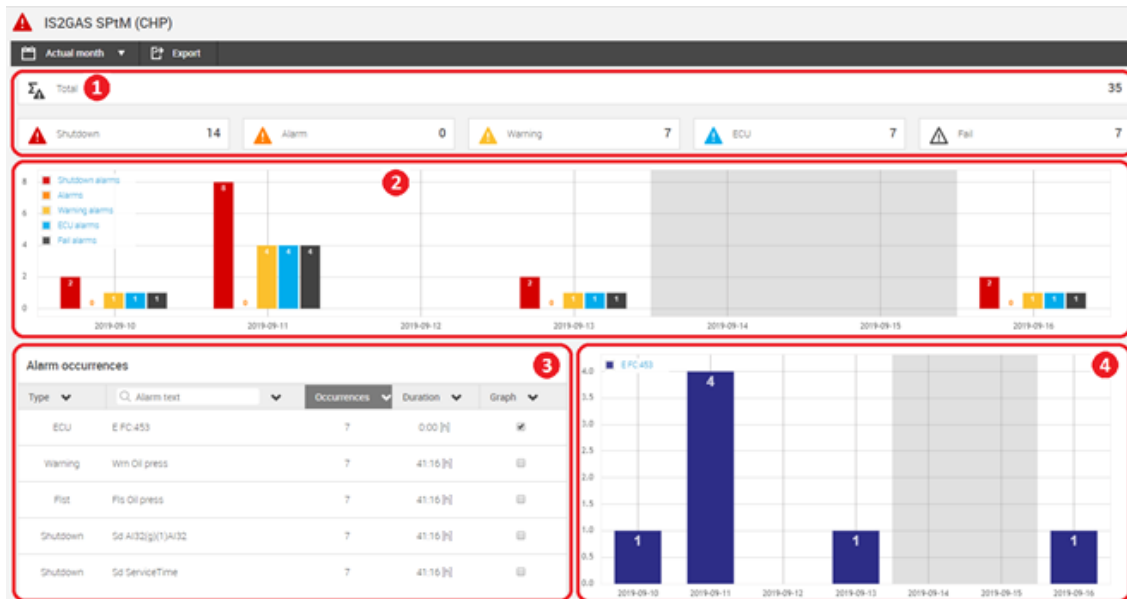 IS2GAS SPtM (CHP)
Actual month Export
1
Total 35
Shutdown 14 Alarm 0 Warning 7 ECU 7 Fail 7
2
Shutdown alarms
Alarms
Warning alarms
ECU alarms
Fail alarms
8
6
4
2
0
2 0 1 1 1
8 0 4 4 4
2 0 1 1 1
2 0 1 1 1
2019-09-10 2019-09-11 2019-09-12 2019-09-13 2019-09-14 2019-09-15 2019-09-16
Alarm occurrences 3
Type Alarm text Occurrences Duration Graph
ECU E FC:453 7 0:00 [h]
Warning Wrn Oil press 7 41:16 [h]
Flst Fls Oil press 7 41:16 [h]
Shutdown Sd AI32(g)(1)AI32 7 41:16 [h]
Shutdown Sd ServiceTime 7 41:16 [h]
4
E FC:453
4.0
3.5
3.0
2.5
2.0
1.5
1.0
0.5
0.0
1 4 1 1
2019-09-10 2019-09-11 2019-09-12 2019-09-13 2019-09-14 2019-09-15 2019-09-16